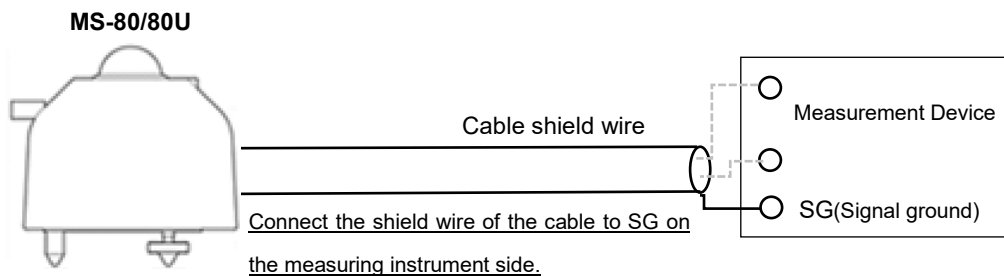 MS-80/80U
Cable shield wire
Measurement Device
SG(Signal ground)
Connect the shield wire of the cable to SG on
the measuring instrument side.